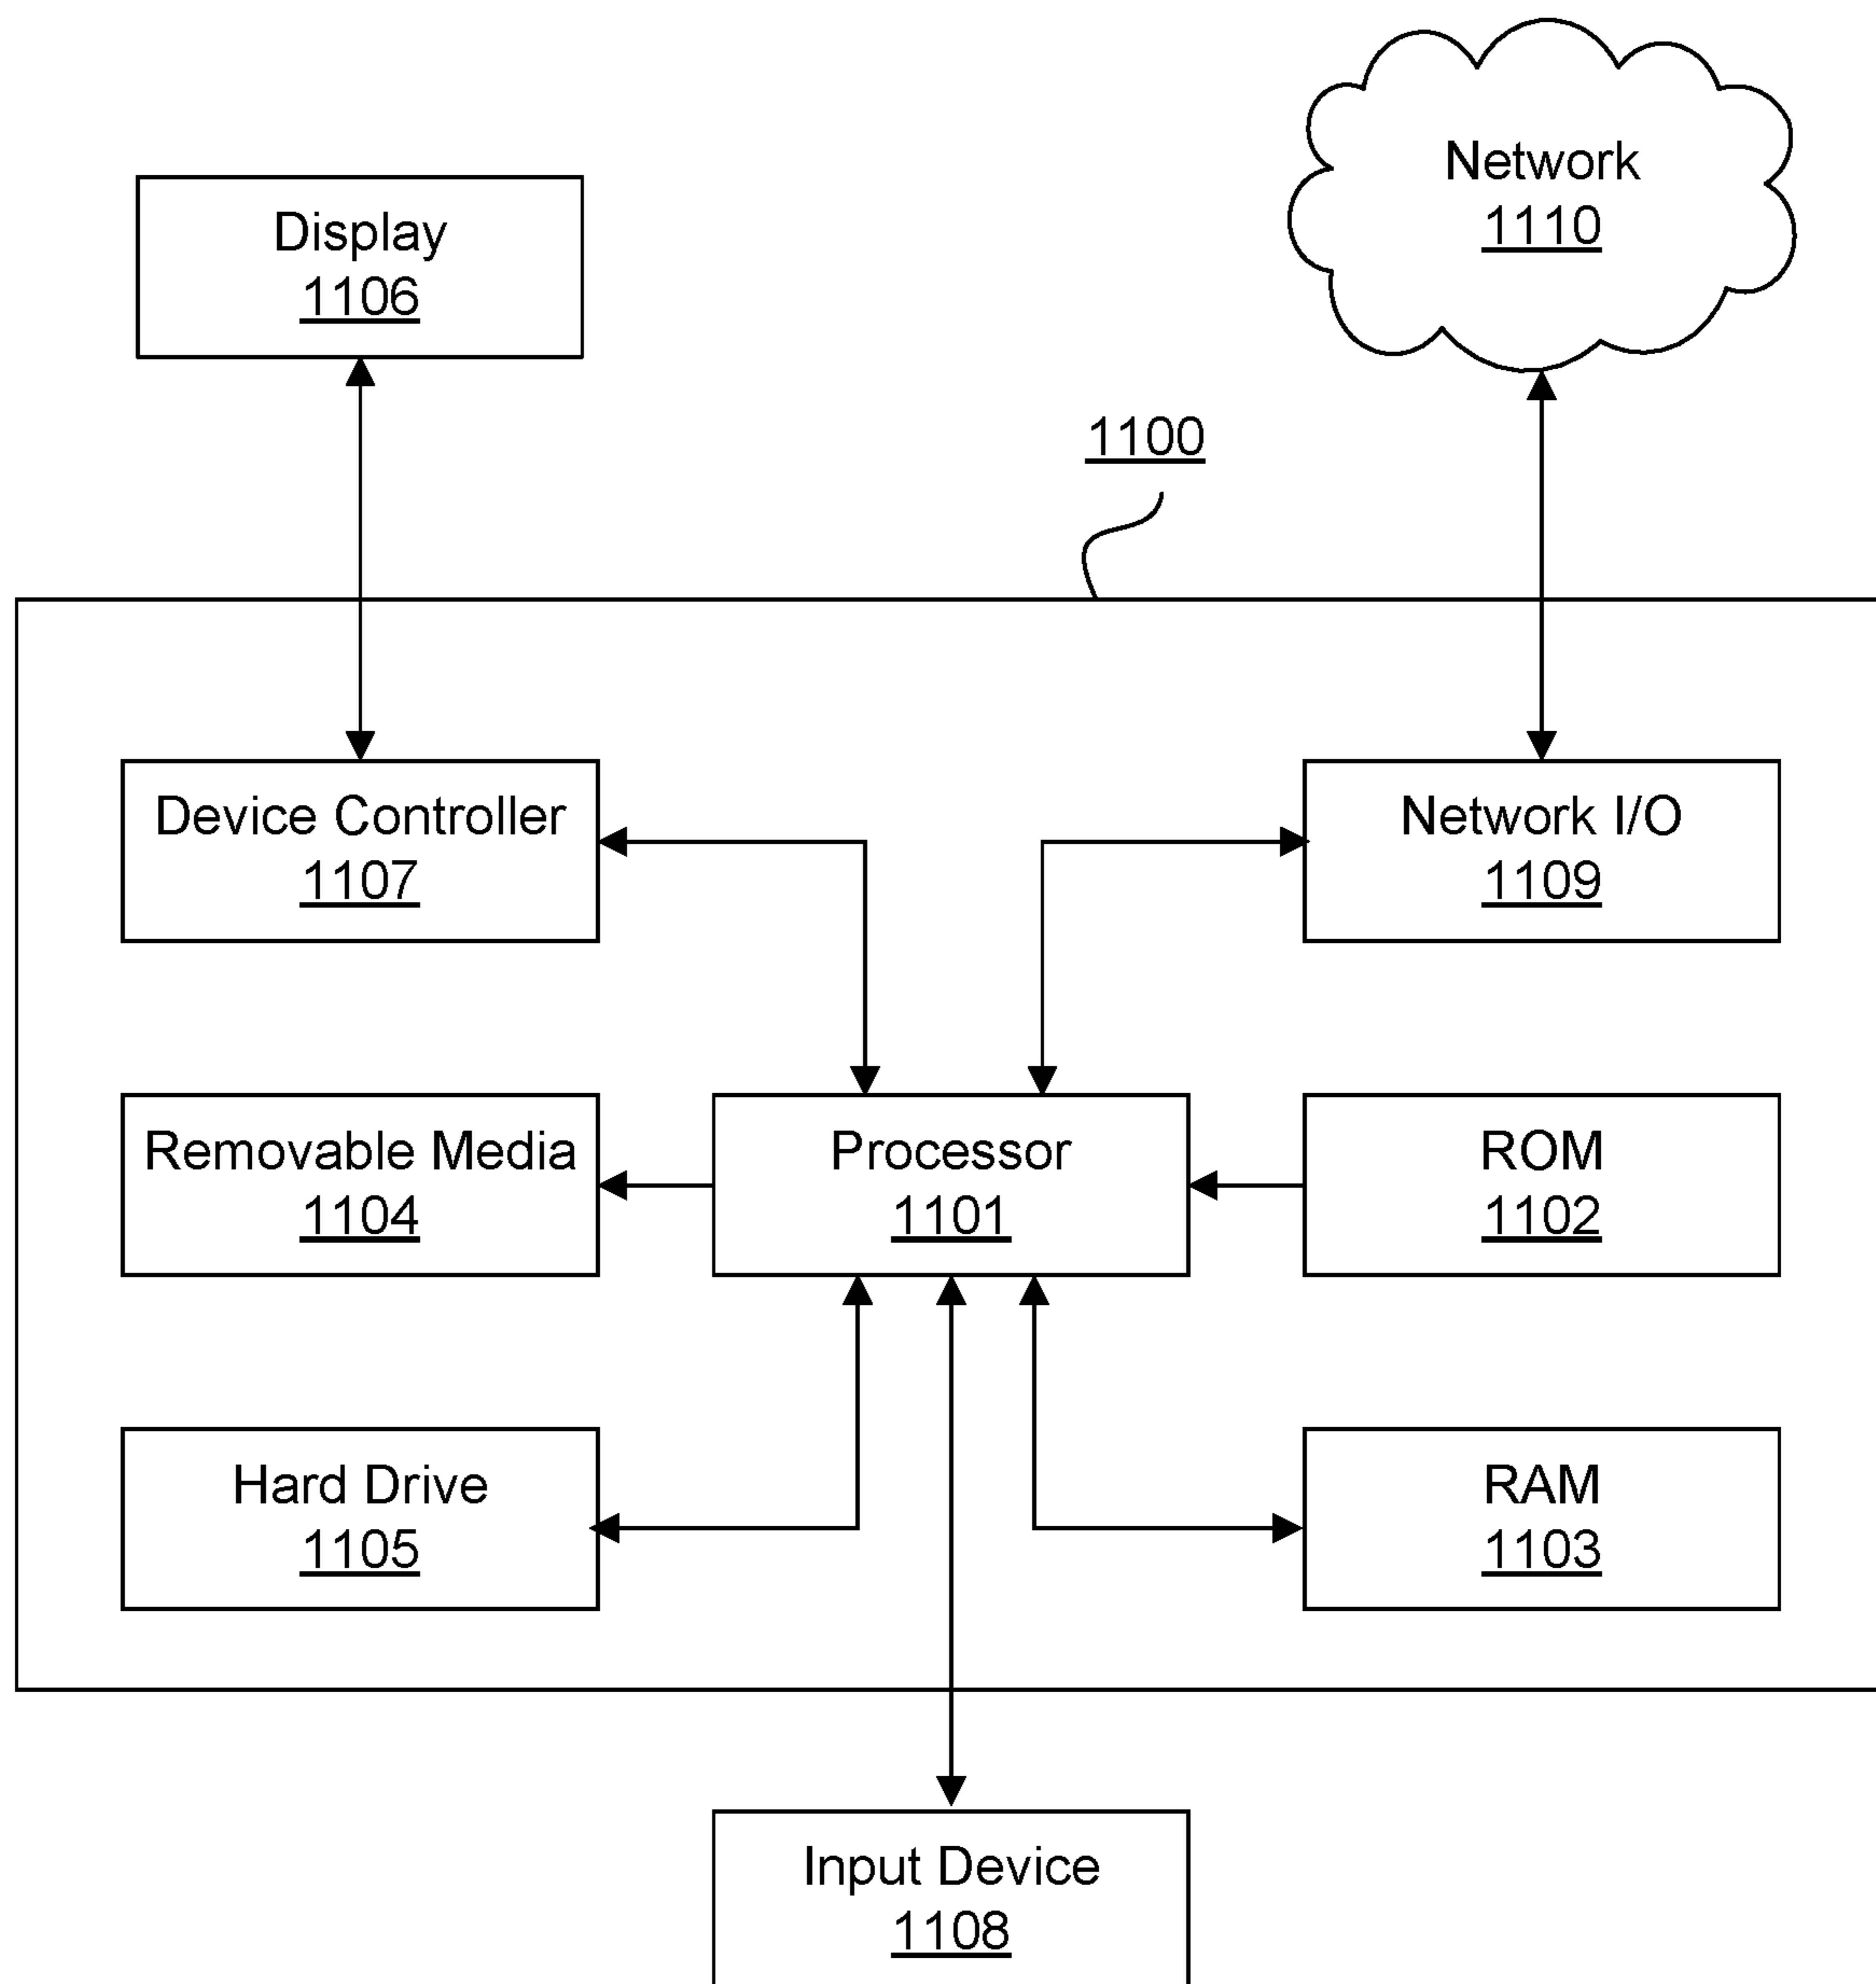 Network
1110
Display
1106
1100
Device Controller
1107
Network I/O
1109
Removable Media
1104
Processor
1101
ROM
1102
Hard Drive
1105
RAM
1103
Input Device
1108